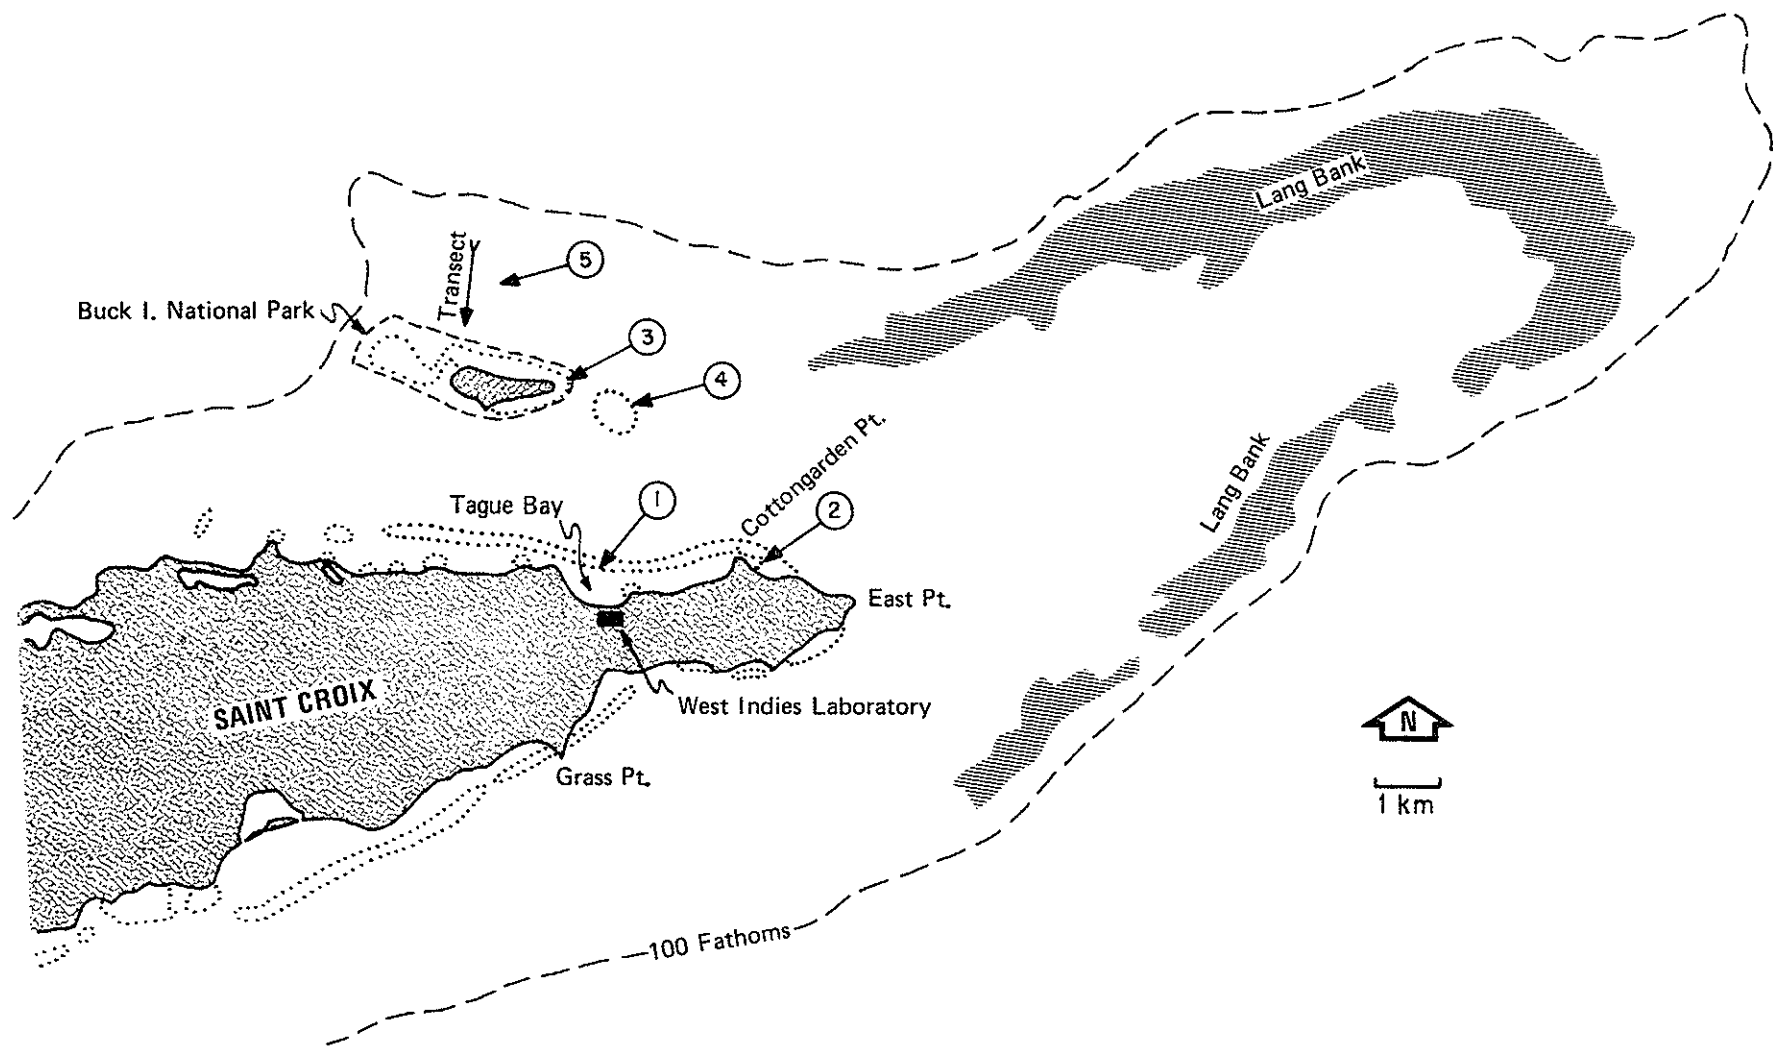 Lang Bank
Transect
5
Buck I. National Park
3
4
Cottongarden Pt.
Lang Bank
Tague Bay
1
2
East Pt.
SAINT CROIX
West Indies Laboratory
N
Grass Pt.
1 km
100 Fathoms